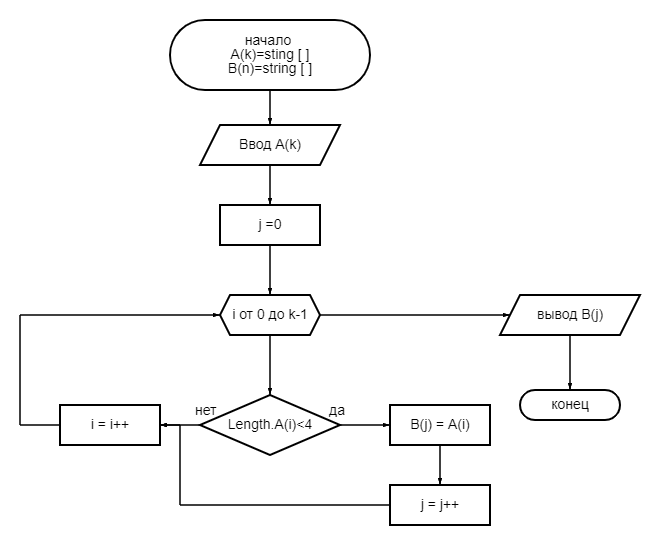 начало
A(k)=sting [ ]
B(n)=string [ ]
Ввод A(k)
j =0
i от 0 до k-1
вывод B(j)
конец
нет
да
Length.A(i)<4
i = i++
B(j) = A(i)
j = j++